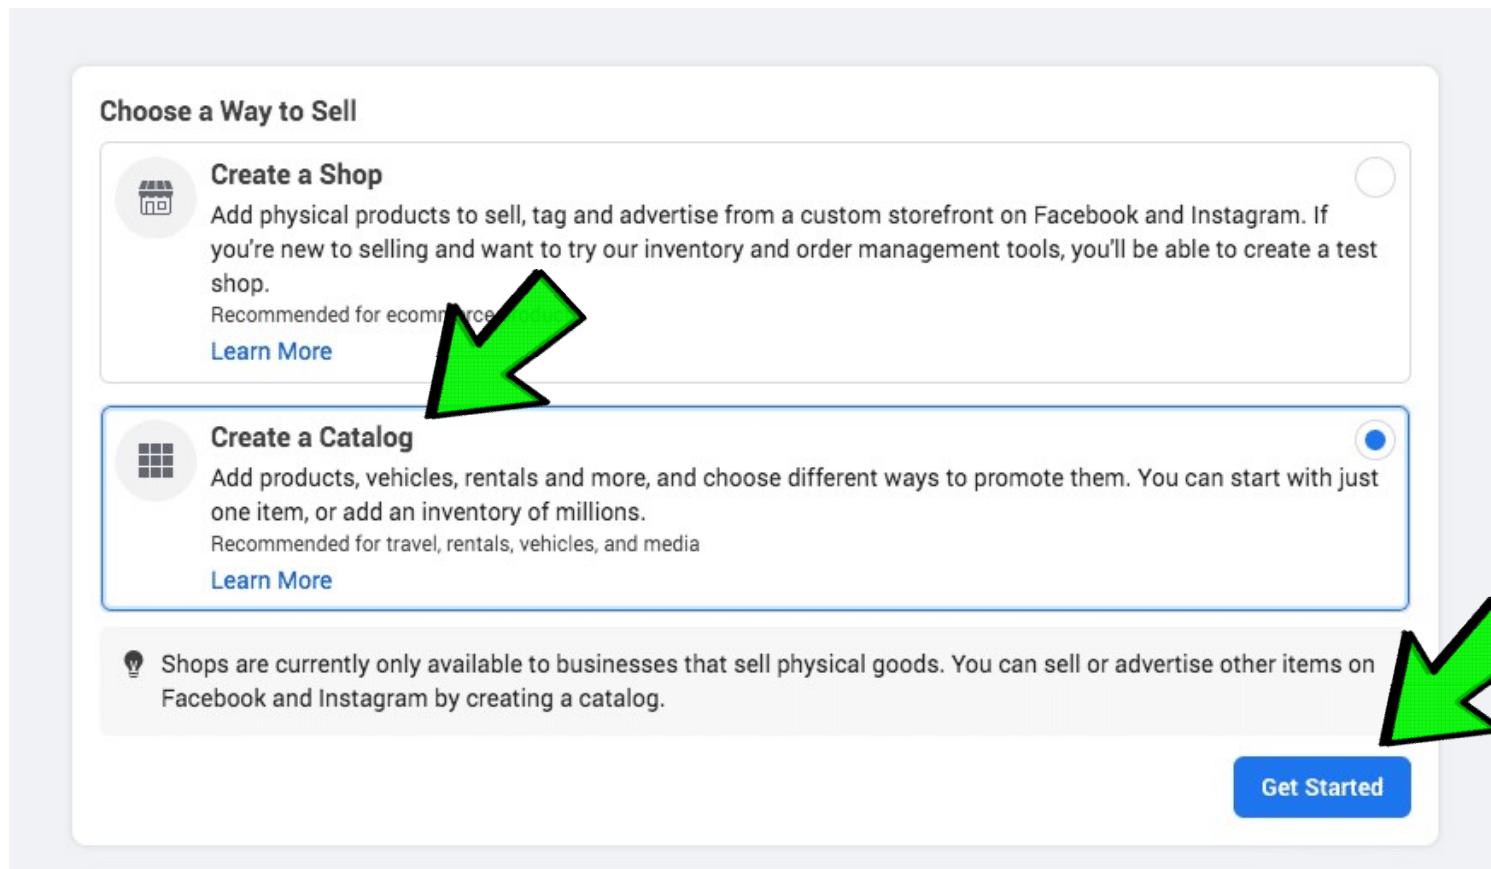 Choose a Way to Sell
Create a Shop
Add physical products to sell, tag and advertise from a custom storefront on Facebook and Instagram. If
you're new to selling and want to try our inventory and order management tools, you'll be able to create a test
shop.
Recommended for ecommerce
Learn More
Create a Catalog
Add products, vehicles, rentals and more, and choose different ways to promote them. You can start with just
one item, or add an inventory of millions.
Recommended for travel, rentals, vehicles, and media
Learn More
Shops are currently only available to businesses that sell physical goods. You can sell or advertise other items on
Facebook and Instagram by creating a catalog.
Get Started